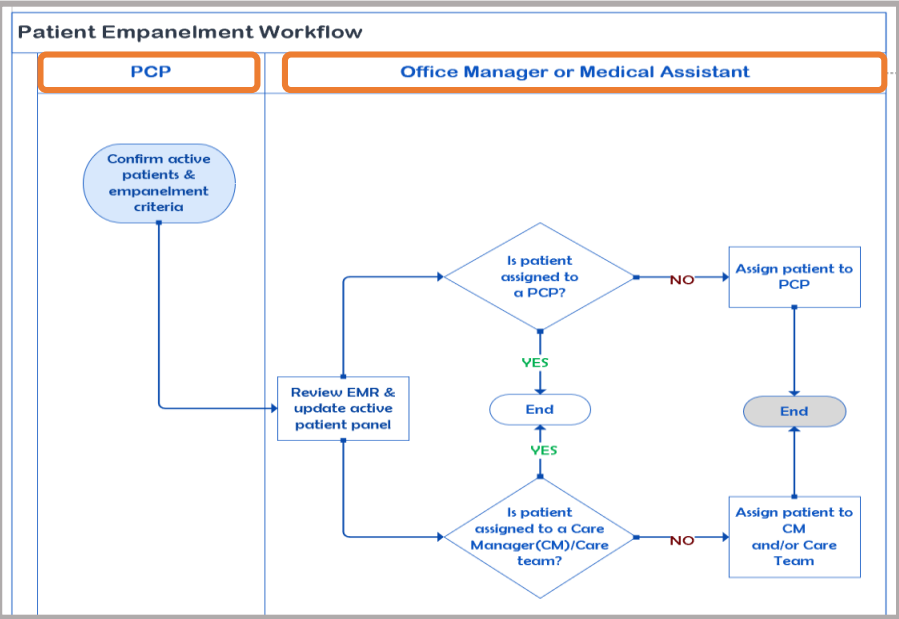 Patient Empanelment Workflow
PCP
Office Manager or Medical Assistant
Confirm active
patients &
empanelment
criteria
Is patient
assigned to
a PCP?
NO
Assign patient to
PCP
YES
Review EMR &
update active
patient panel
End
End
YES
Is patient
assigned to a Care
Manager(CM)/Care
team?
NO
Assign patient to
CM
and/or Care
Team